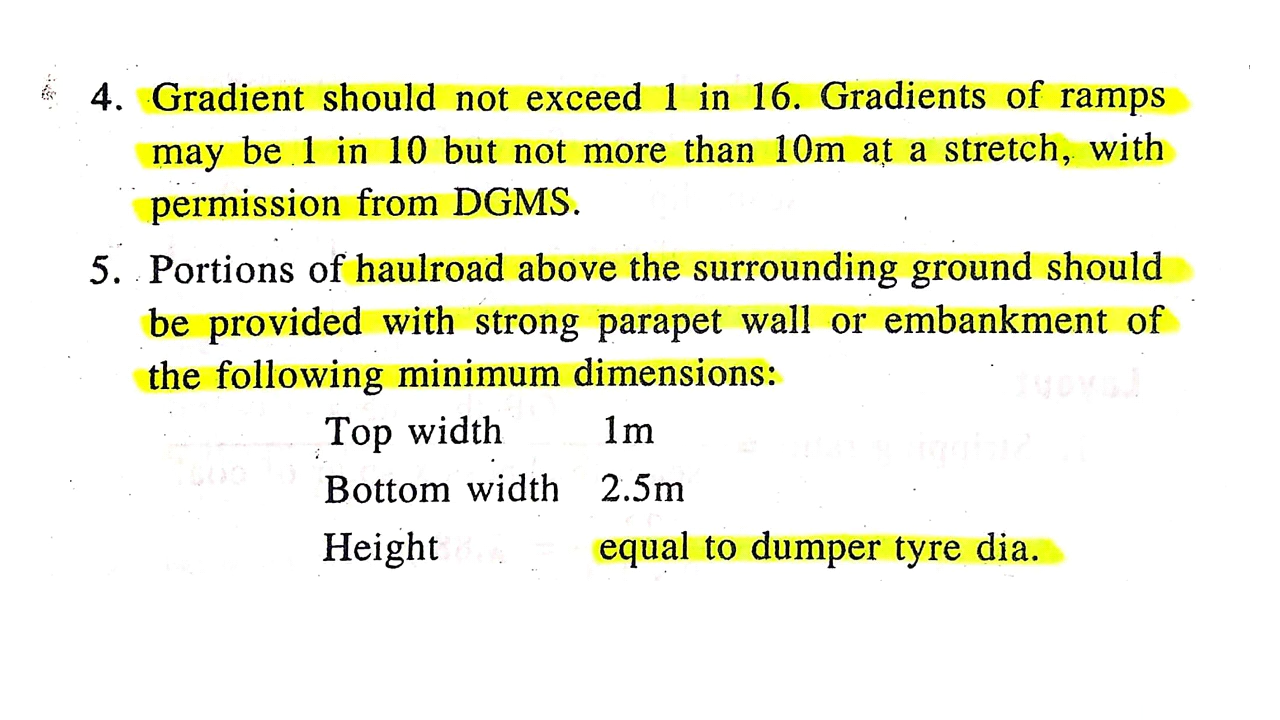 4. Gradient should not exceed 1 in 16. Gradients of ramps
may be 1 in 10 but not more than 10m at a stretch, with
permission from DGMS.
5. Portions of haulroad above the surrounding ground should
be provided with strong parapet wall or embankment of
the following minimum dimensions:
Top width 1m
Bottom width 2.5m
Height equal to dumper tyre dia.